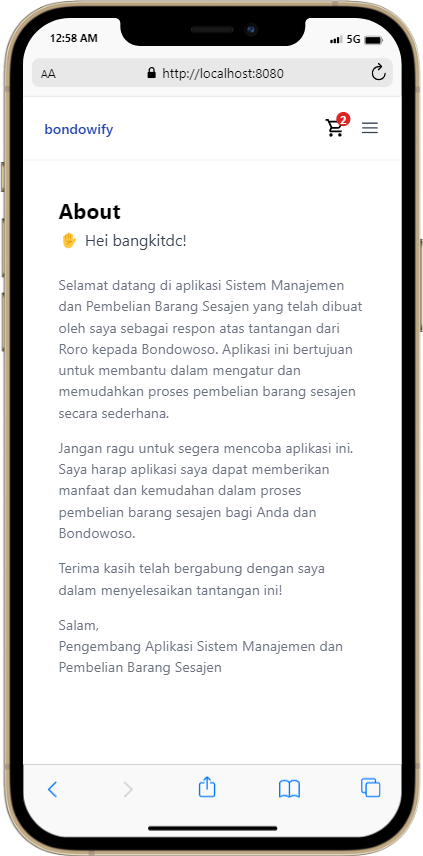 12:58 AM
5G
AA
http://localhost:8080
bondowify
2
About
✋ Hei bangkitdc!
Selamat datang di aplikasi Sistem Manajemen
dan Pembelian Barang Sesajen yang telah dibuat
oleh saya sebagai respon atas tantangan dari
Roro kepada Bondowoso. Aplikasi ini bertujuan
untuk membantu dalam mengatur dan
memudahkan proses pembelian barang sesajen
secara sederhana.
Jangan ragu untuk segera mencoba aplikasi ini.
Saya harap aplikasi saya dapat memberikan
manfaat dan kemudahan dalam proses
pembelian barang sesajen bagi Anda dan
Bondowoso.
Terima kasih telah bergabung dengan saya
dalam menyelesaikan tantangan ini!
Salam,
Pengembang Aplikasi Sistem Manajemen dan
Pembelian Barang Sesajen